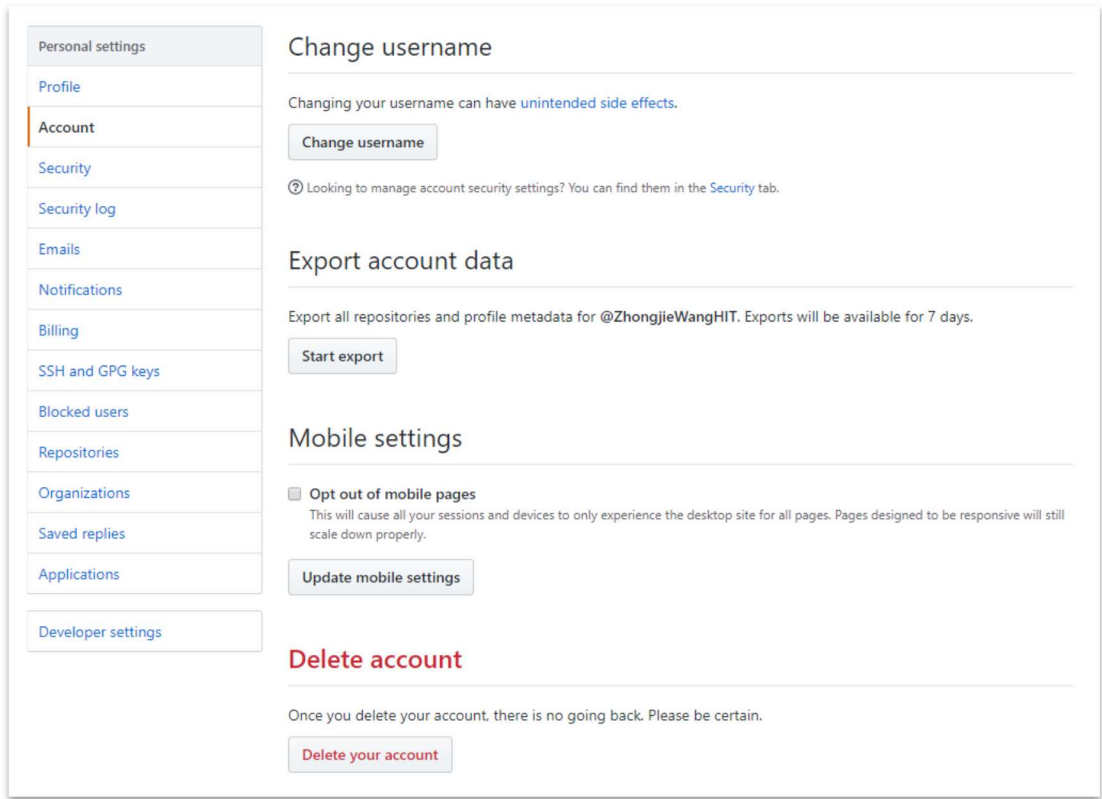 Personal settings
Profile
Account
Security
Security log
Emails
Notifications
Billing
SSH and GPG keys
Blocked users
Repositories
Organizations
Saved replies
Applications
Developer settings
Change username
Changing your username can have unintended side effects.
Change username
? Looking to manage account security settings? You can find them in the Security tab.
Export account data
Export all repositories and profile metadata for @ZhongjieWangHIT. Exports will be available for 7 days.
Start export
Mobile settings
Opt out of mobile pages
This will cause all your sessions and devices to only experience the desktop site for all pages. Pages designed to be responsive will still
scale down properly.
Update mobile settings
Delete account
Once you delete your account, there is no going back. Please be certain.
Delete your account